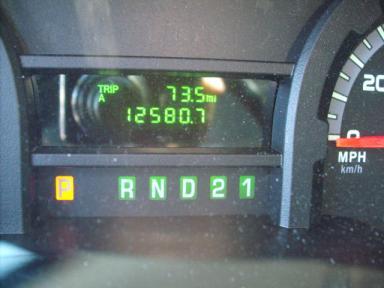 TRIP 73.5mi
A 12580.7
20
0
MPH
km/h
P R N D 2 1